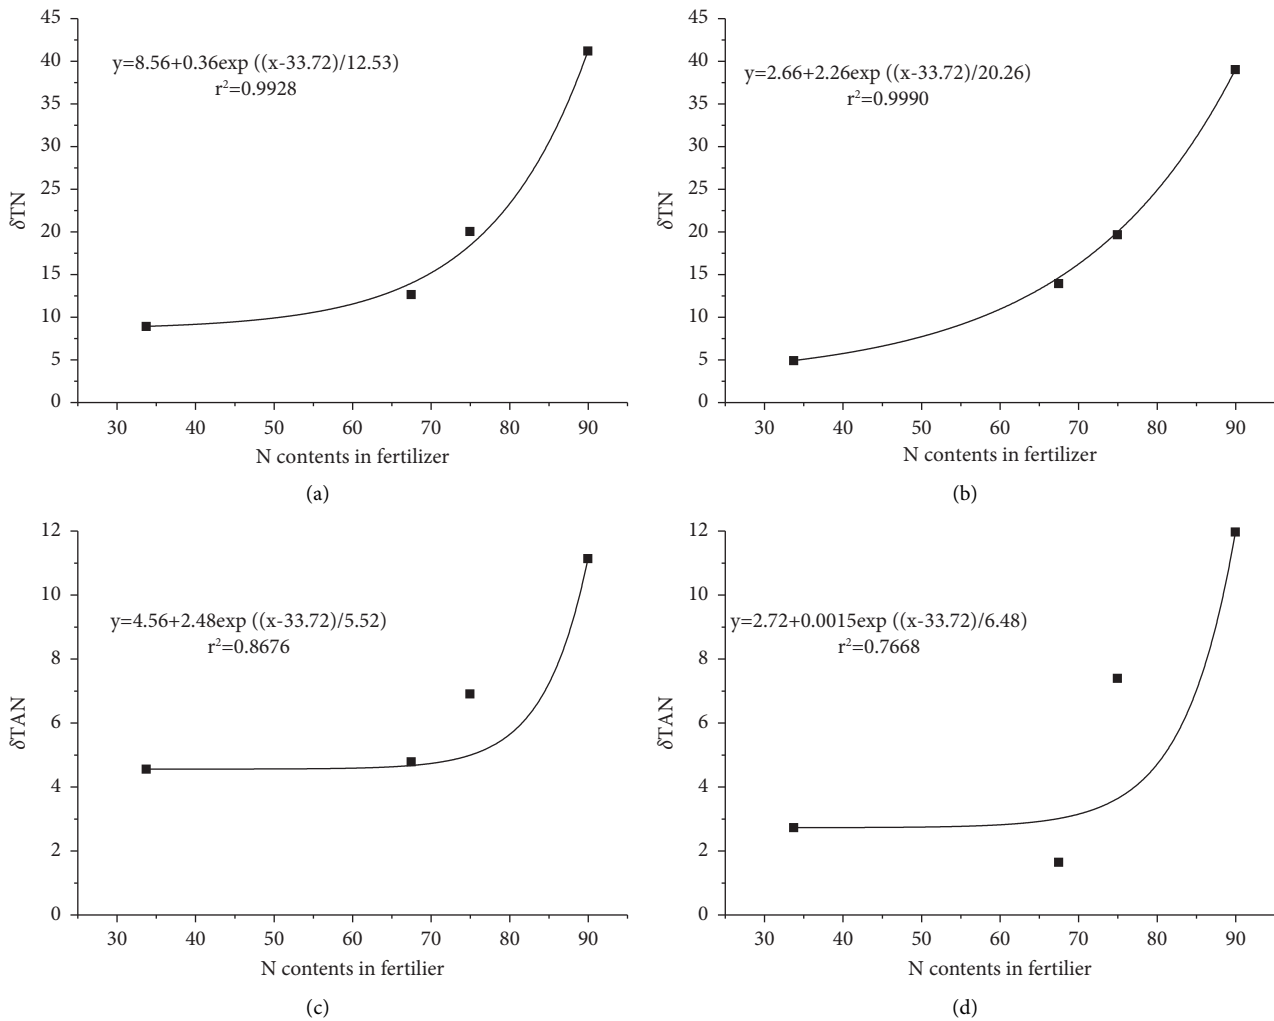 45
40
35
30
25
20
15
10
5
0
δTN
y=8.56+0.36exp ((x-33.72)/12.53)
r²=0.9928
30 40 50 60 70 80 90
N contents in fertilizer
(a)
45
40
35
30
25
20
15
10
5
0
δTN
y=2.66+2.26exp ((x-33.72)/20.26)
r²=0.9990
30 40 50 60 70 80 90
N contents in fertilizer
(b)
12
10
8
6
4
2
0
δTAN
y=4.56+2.48exp ((x-33.72)/5.52)
r²=0.8676
30 40 50 60 70 80 90
N contents in fertilier
(c)
12
10
8
6
4
2
0
δTAN
y=2.72+0.0015exp ((x-33.72)/6.48)
r²=0.7668
30 40 50 60 70 80 90
N contents in fertilizer
(d)